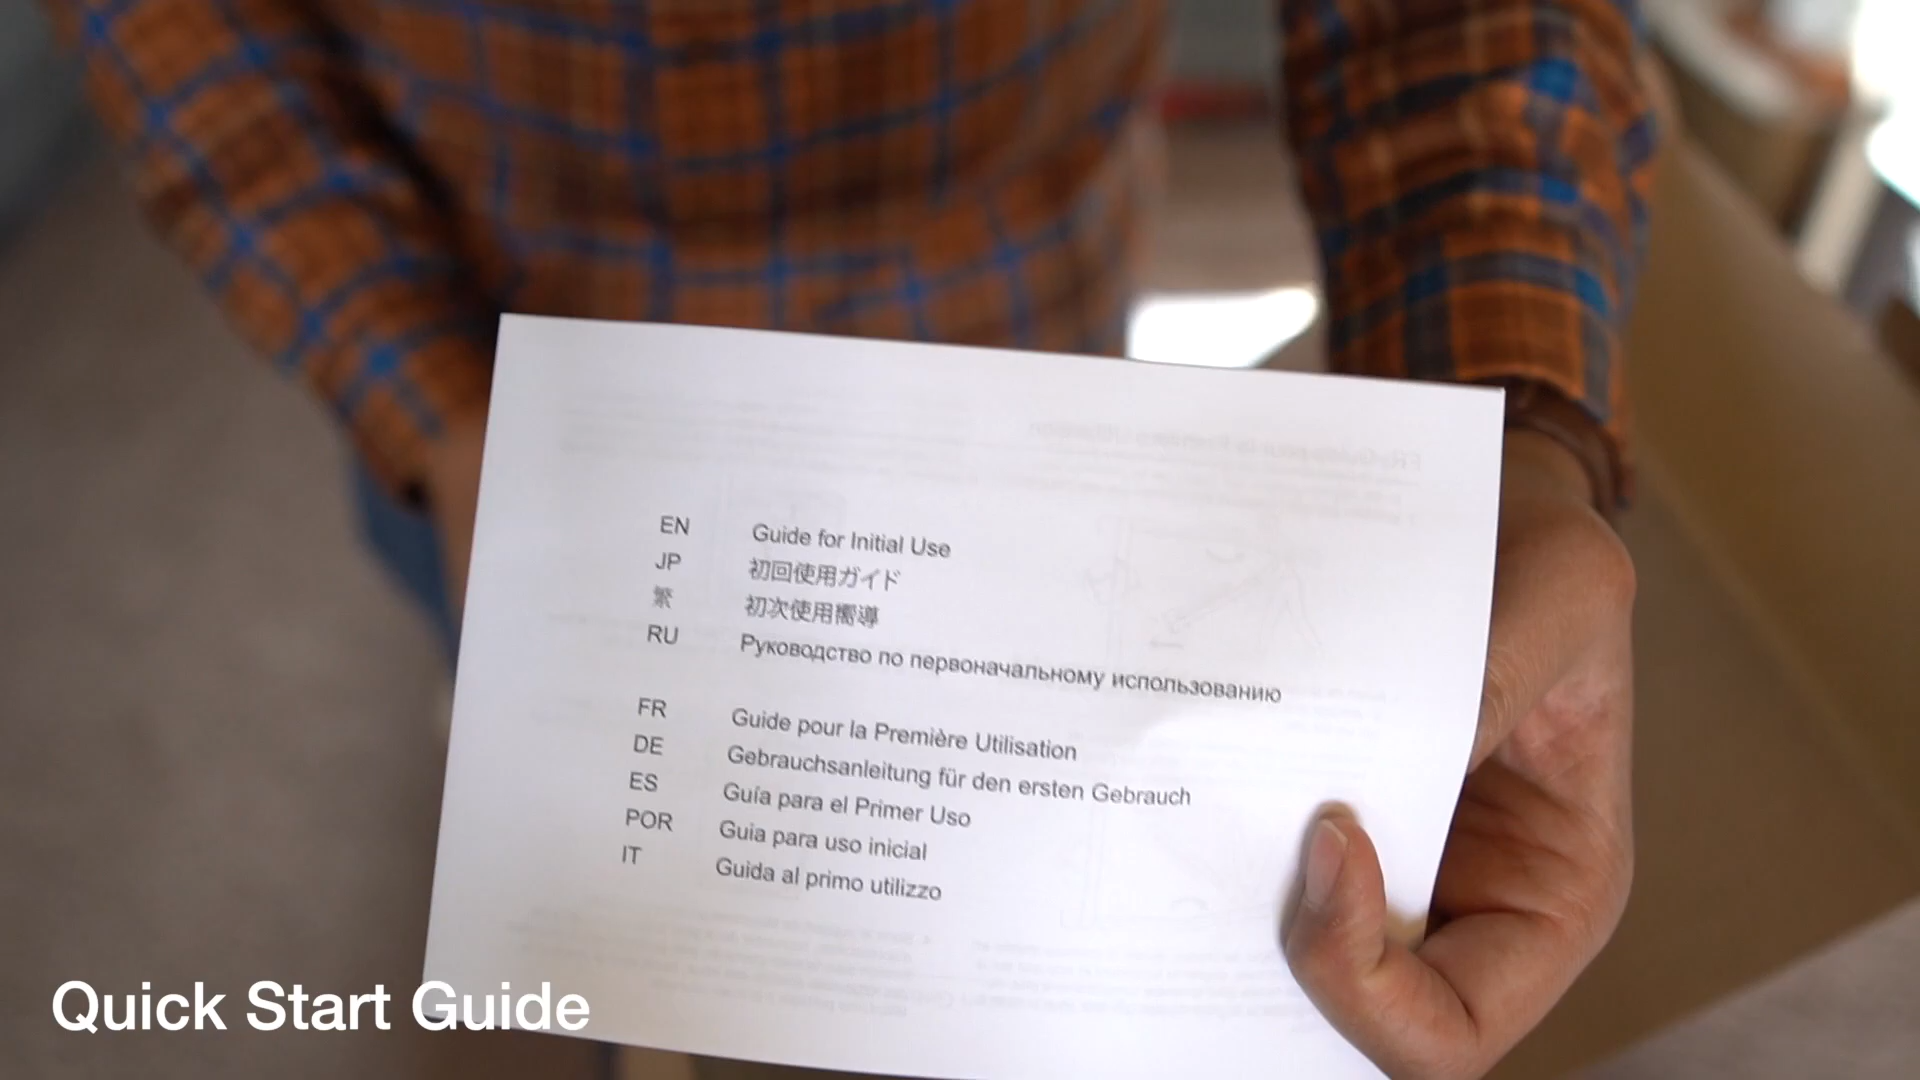 EN Guide for Initial Use
JP 初回使用ガイド
繁 初次使用嚮導
RU Руководство по первоначальному использованию
FR Guide pour la Première Utilisation
DE Gebrauchsanleitung für den ersten Gebrauch
ES Guía para el Primer Uso
POR Guia para uso inicial
IT Guida al primo utilizzo
Quick Start Guide